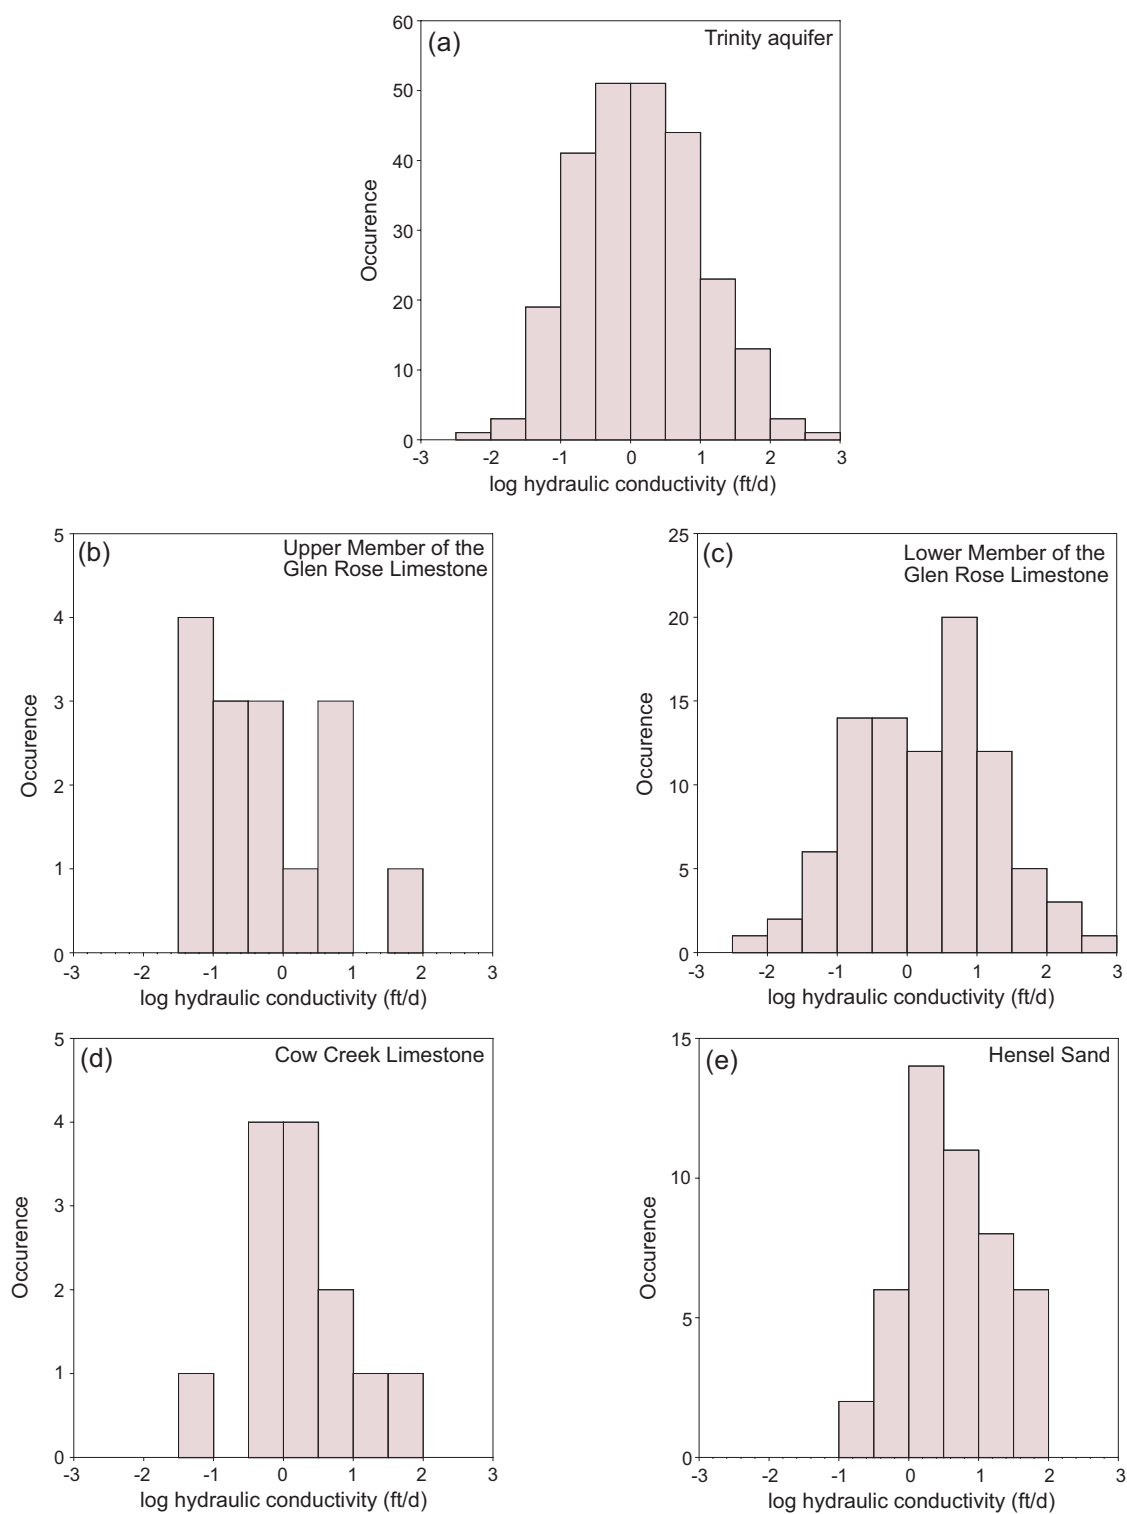 (a)
Trinity aquifer
60
50
40
30
20
10
0
Occurence
-3 -2 -1 0 1 2 3
log hydraulic conductivity (ft/d)
(b)
Upper Member of the
Glen Rose Limestone
5
4
3
2
1
0
Occurence
-3 -2 -1 0 1 2 3
log hydraulic conductivity (ft/d)
(c)
Lower Member of the
Glen Rose Limestone
25
20
15
10
5
0
Occurence
-3 -2 -1 0 1 2 3
log hydraulic conductivity (ft/d)
(d)
Cow Creek Limestone
5
4
3
2
1
0
Occurence
-3 -2 -1 0 1 2 3
log hydraulic conductivity (ft/d)
(e)
Hensel Sand
15
10
5
0
Occurence
-3 -2 -1 0 1 2 3
log hydraulic conductivity (ft/d)